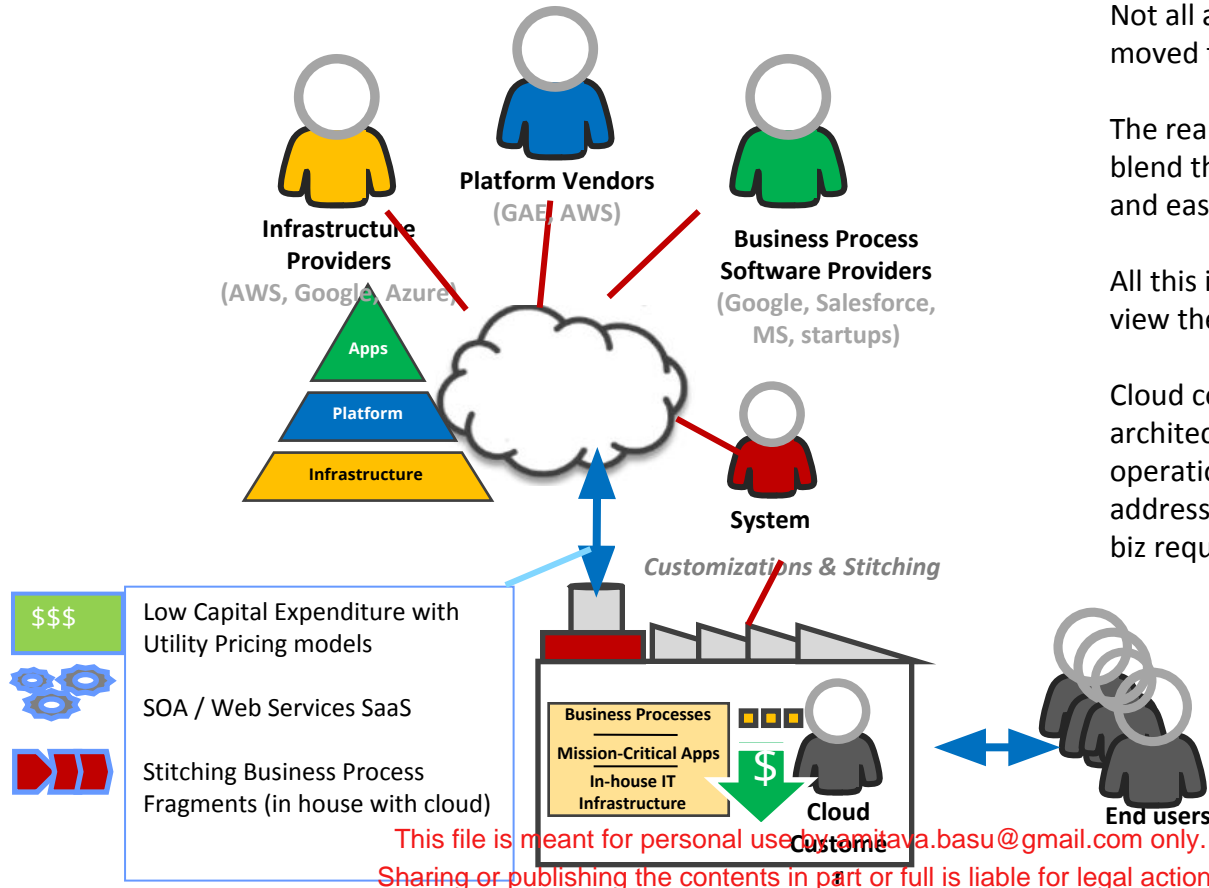 Platform Vendors
(GAE, AWS)
Infrastructure
Providers
(AWS, Google, Azure)
Business Process
Software Providers
(Google, Salesforce,
MS, startups)
Apps
Platform
Infrastructure
System
Customizations & Stitching
$$$
Low Capital Expenditure with
Utility Pricing models
SOA / Web Services SaaS
Stitching Business Process
Fragments (in house with cloud)
Business Processes
Mission-Critical Apps
In-house IT
Infrastructure
$
Cloud
Custome
r
End users
Not all a
moved
The rea
blend th
and eas
All this i
view the
Cloud co
architec
operatio
address
biz requ
This file is meant for personal use by amitava.basu@gmail.com only.
Sharing or publishing the contents in part or full is liable for legal action